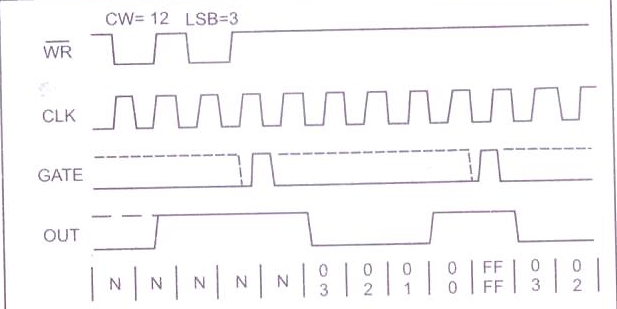 CW= 12 LSB=3
WR
CLK
GATE
OUT
N N N N N 0 0 0 0 FF 0 0
3 2 1 0 FF 3 2